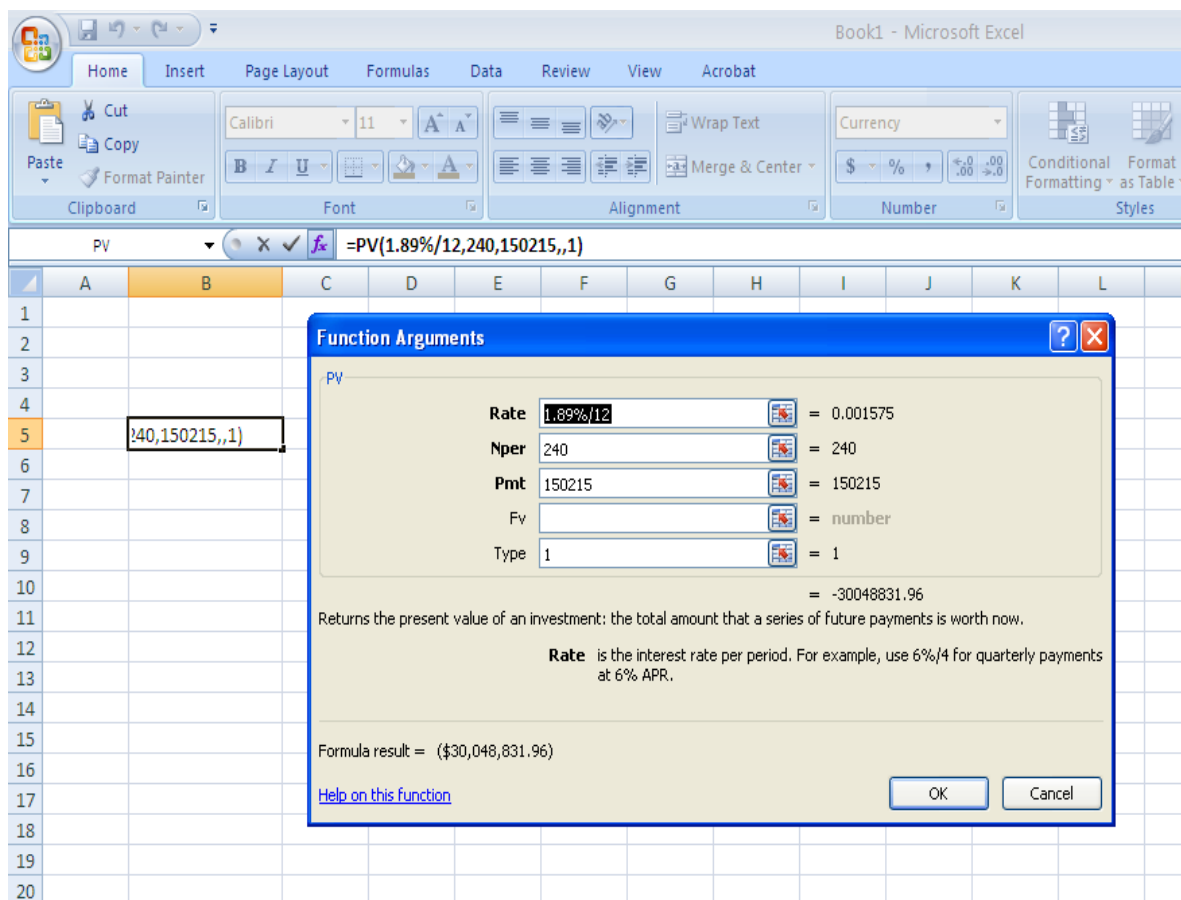 Book1 - Microsoft Excel
Home Insert Page Layout Formulas Data Review View Acrobat
Cut
Copy
Format Painter
Paste
Clipboard
Calibri 11 A A
B I U A
Font
Wrap Text
Merge & Center
Alignment
Currency
$ % , .0 .00 .00 .0
Number
Conditional Formatting
Format as Table
Styles
PV fx =PV(1.89%/12,240,150215,,1)
A B C D E F G H I J K L
1
2
3
4
5 240,150215,,1)
6
7
8
9
10
11
12
13
14
15
16
17
18
19
20
Function Arguments ?
PV
Rate 1.89%/12 = 0.001575
Nper 240 = 240
Pmt 150215 = 150215
Fv = number
Type 1 = 1
= -30048831.96
Returns the present value of an investment: the total amount that a series of future payments is worth now.
Rate is the interest rate per period. For example, use 6%/4 for quarterly payments
at 6% APR.
Formula result = ($30,048,831.96)
Help on this function OK Cancel